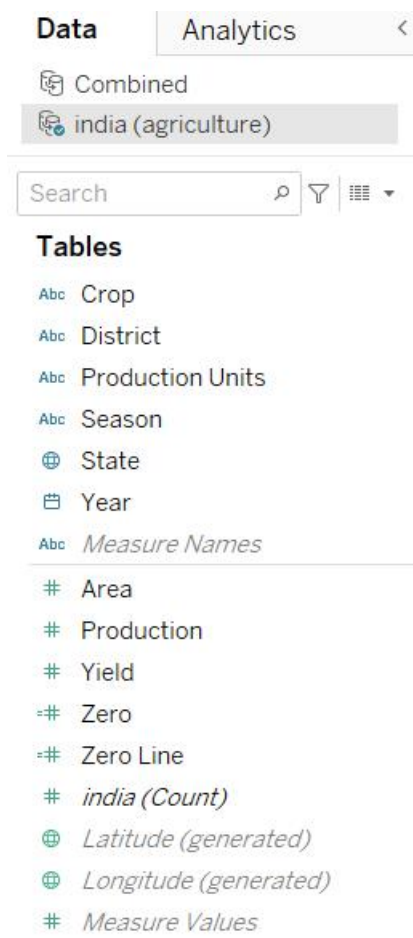 Data Analytics
Combined
india (agriculture)
Search
Tables
Abc Crop
Abc District
Abc Production Units
Abc Season
State
Year
Abc Measure Names
# Area
# Production
# Yield
=# Zero
=# Zero Line
# india (Count)
Latitude (generated)
Longitude (generated)
# Measure Values